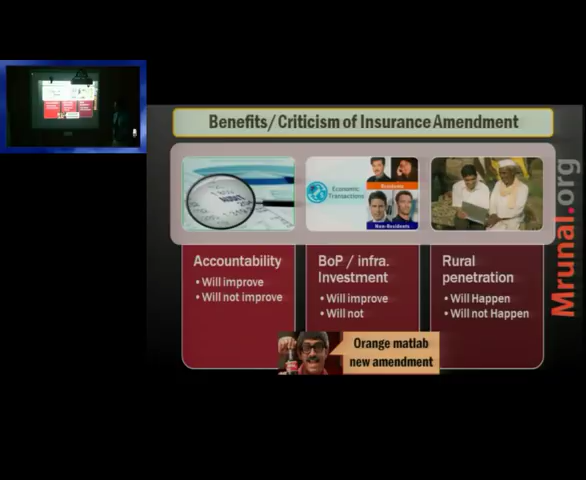 Benefits/Criticism of Insurance Amendment
Economic
Transactions
Residents
Non-Residents
Accountability
• Will improve
• Will not improve
BoP / infra.
Investment
• Will improve
• Will not
Rural
penetration
• Will Happen
• Will not Happen
Orange matlab
new amendment
Mrunal.org